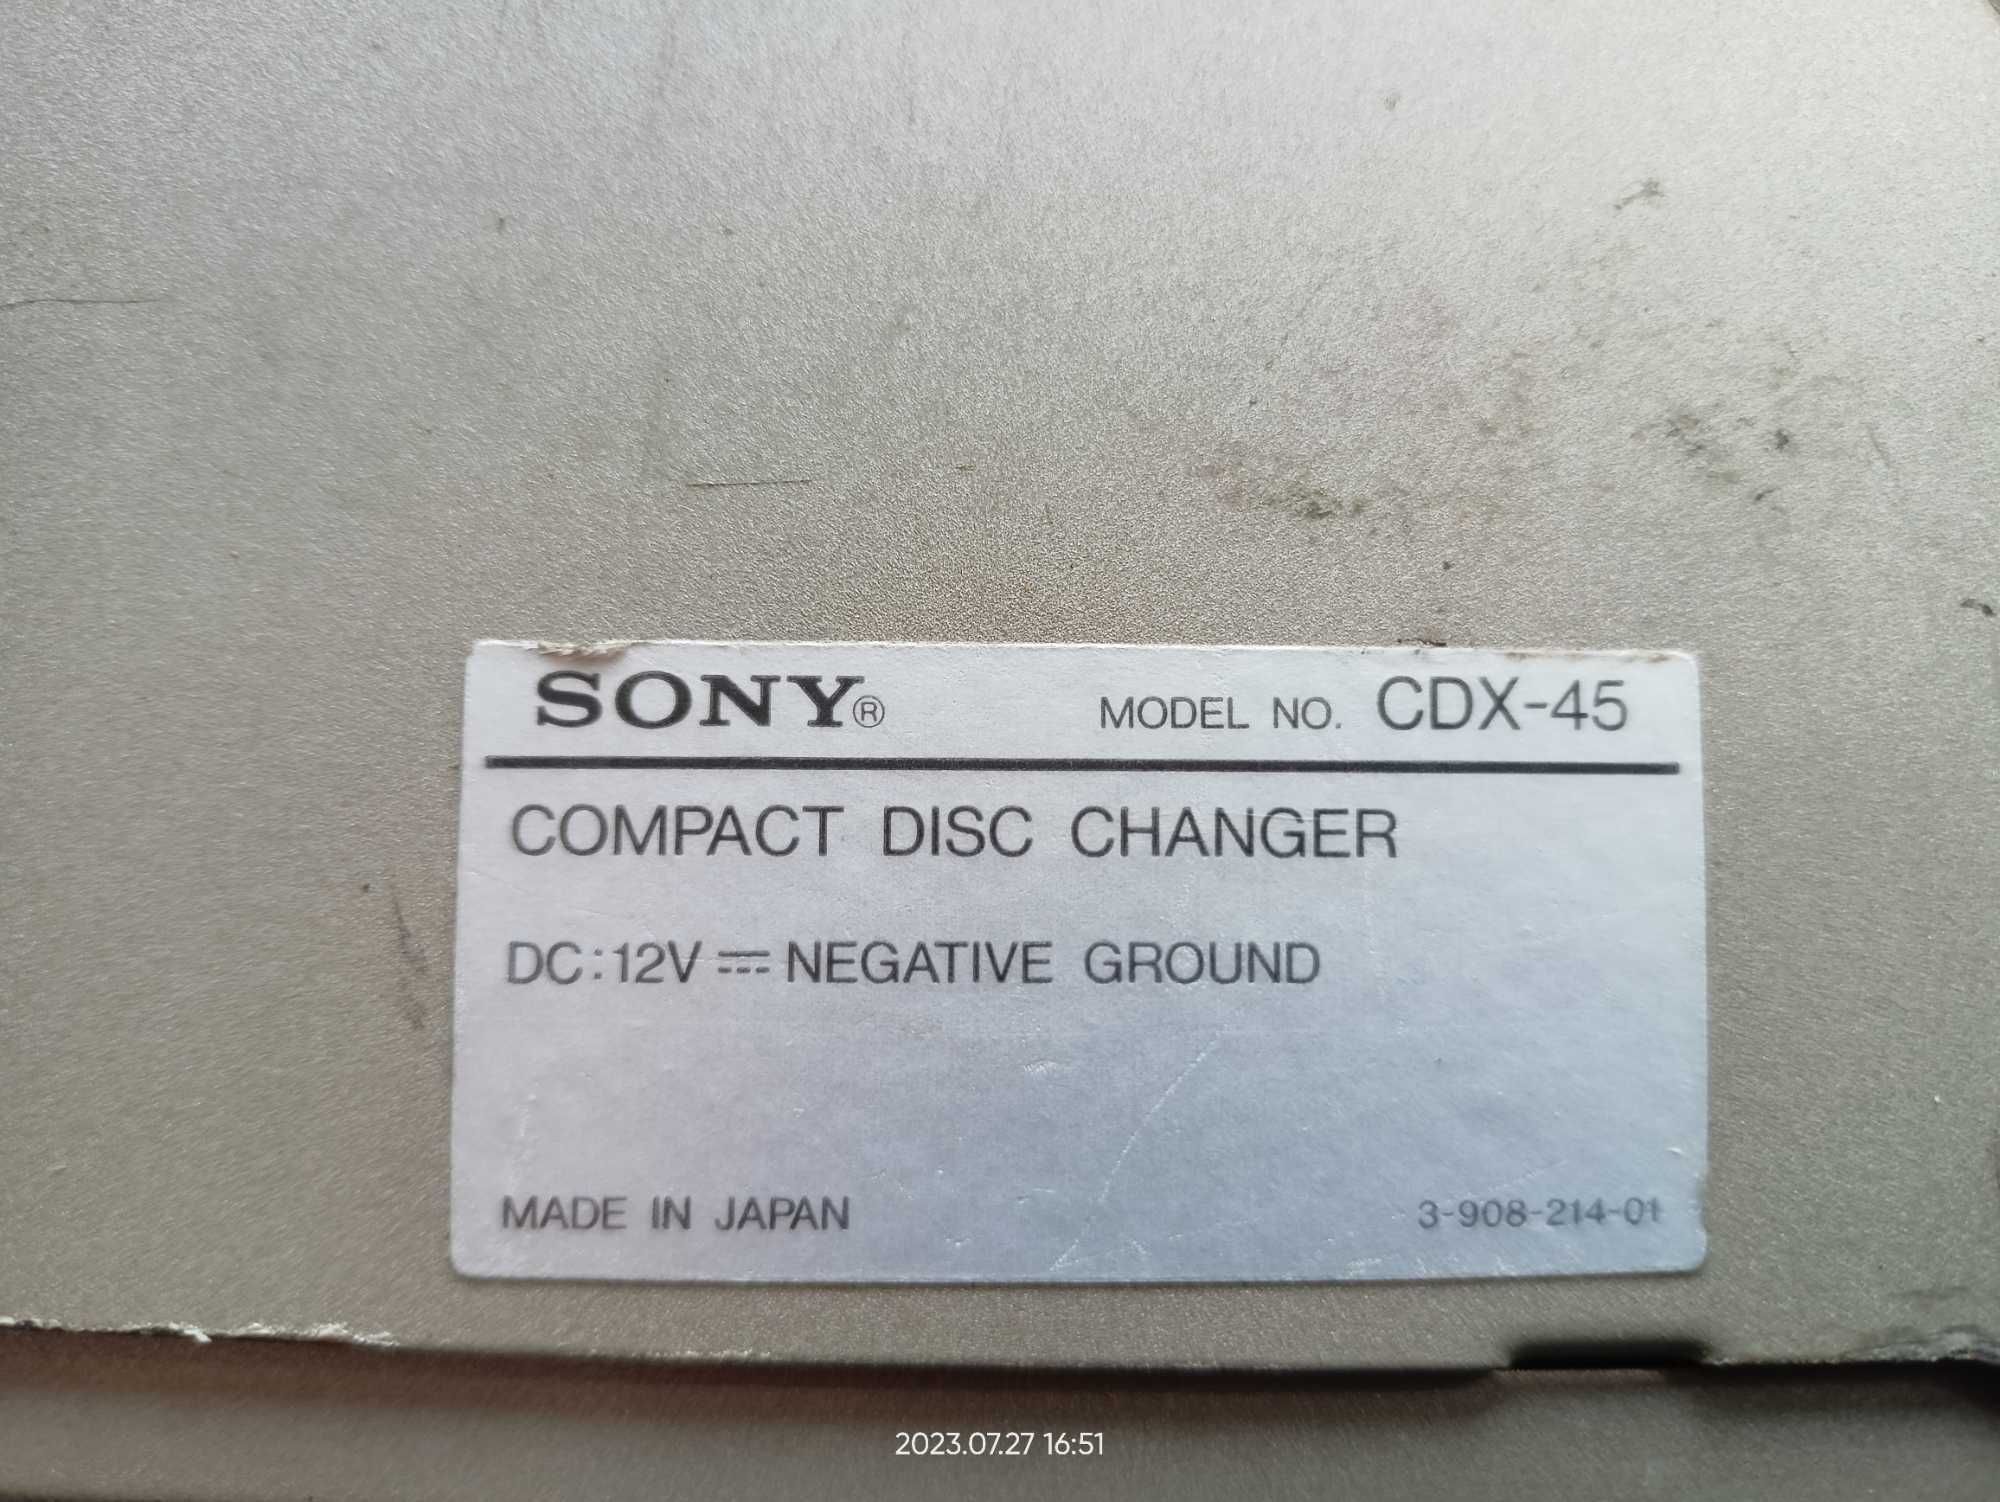 SONY® MODEL NO. CDX-45
COMPACT DISC CHANGER
DC:12V ⎓ NEGATIVE GROUND
MADE IN JAPAN 3-908-214-01
2023.07.27 16:51